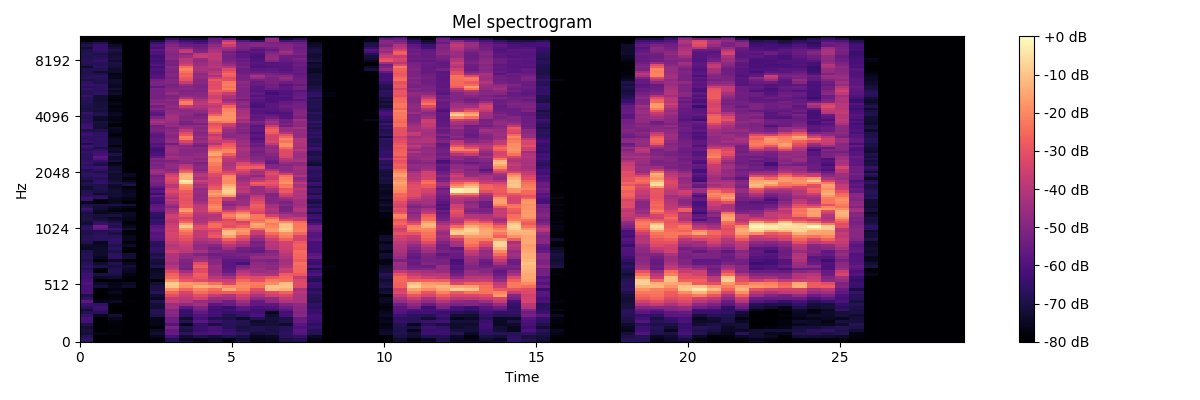 Mel spectrogram
Hz
8192
4096
2048
1024
512
0
0 5 10 15 20 25
Time
+0 dB
-10 dB
-20 dB
-30 dB
-40 dB
-50 dB
-60 dB
-70 dB
-80 dB